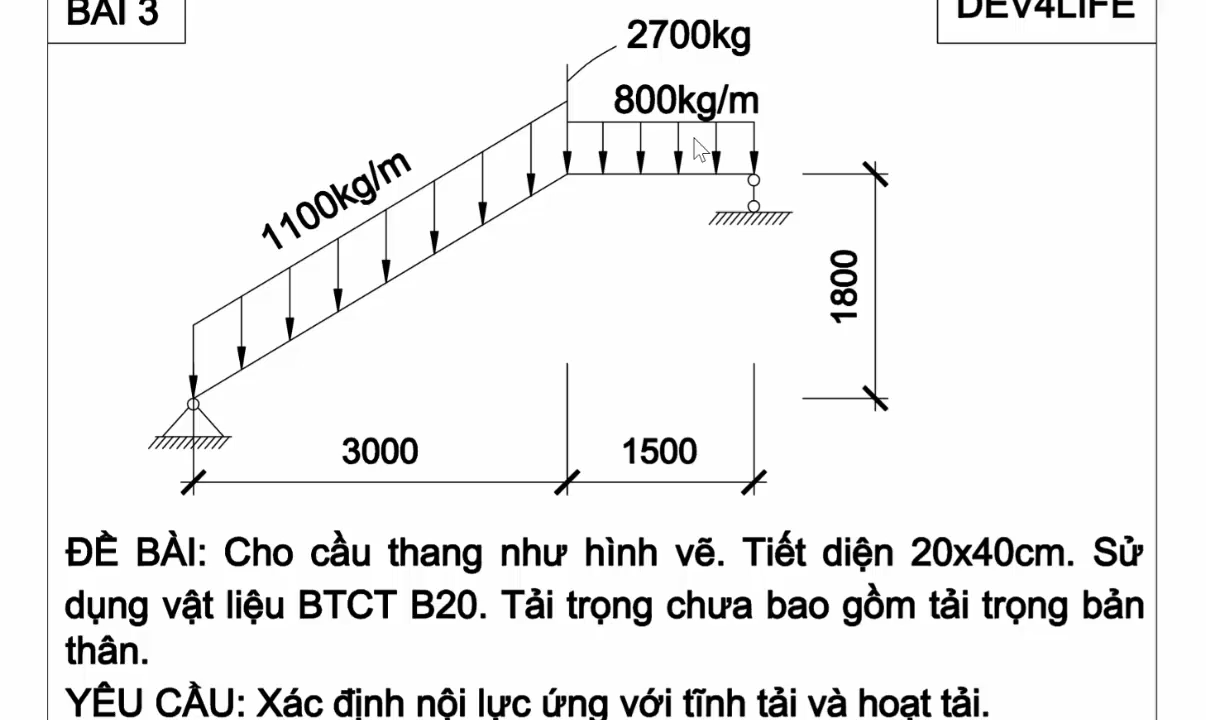 BÀI 3
DEV4LIFE
2700kg
800kg/m
1100kg/m
1800
3000
1500
ĐỀ BÀI: Cho cầu thang như hình vẽ. Tiết diện 20x40cm. Sử
dụng vật liệu BTCT B20. Tải trọng chưa bao gồm tải trọng bản
thân.
YÊU CẦU: Xác định nội lực ứng với tĩnh tải và hoạt tải.